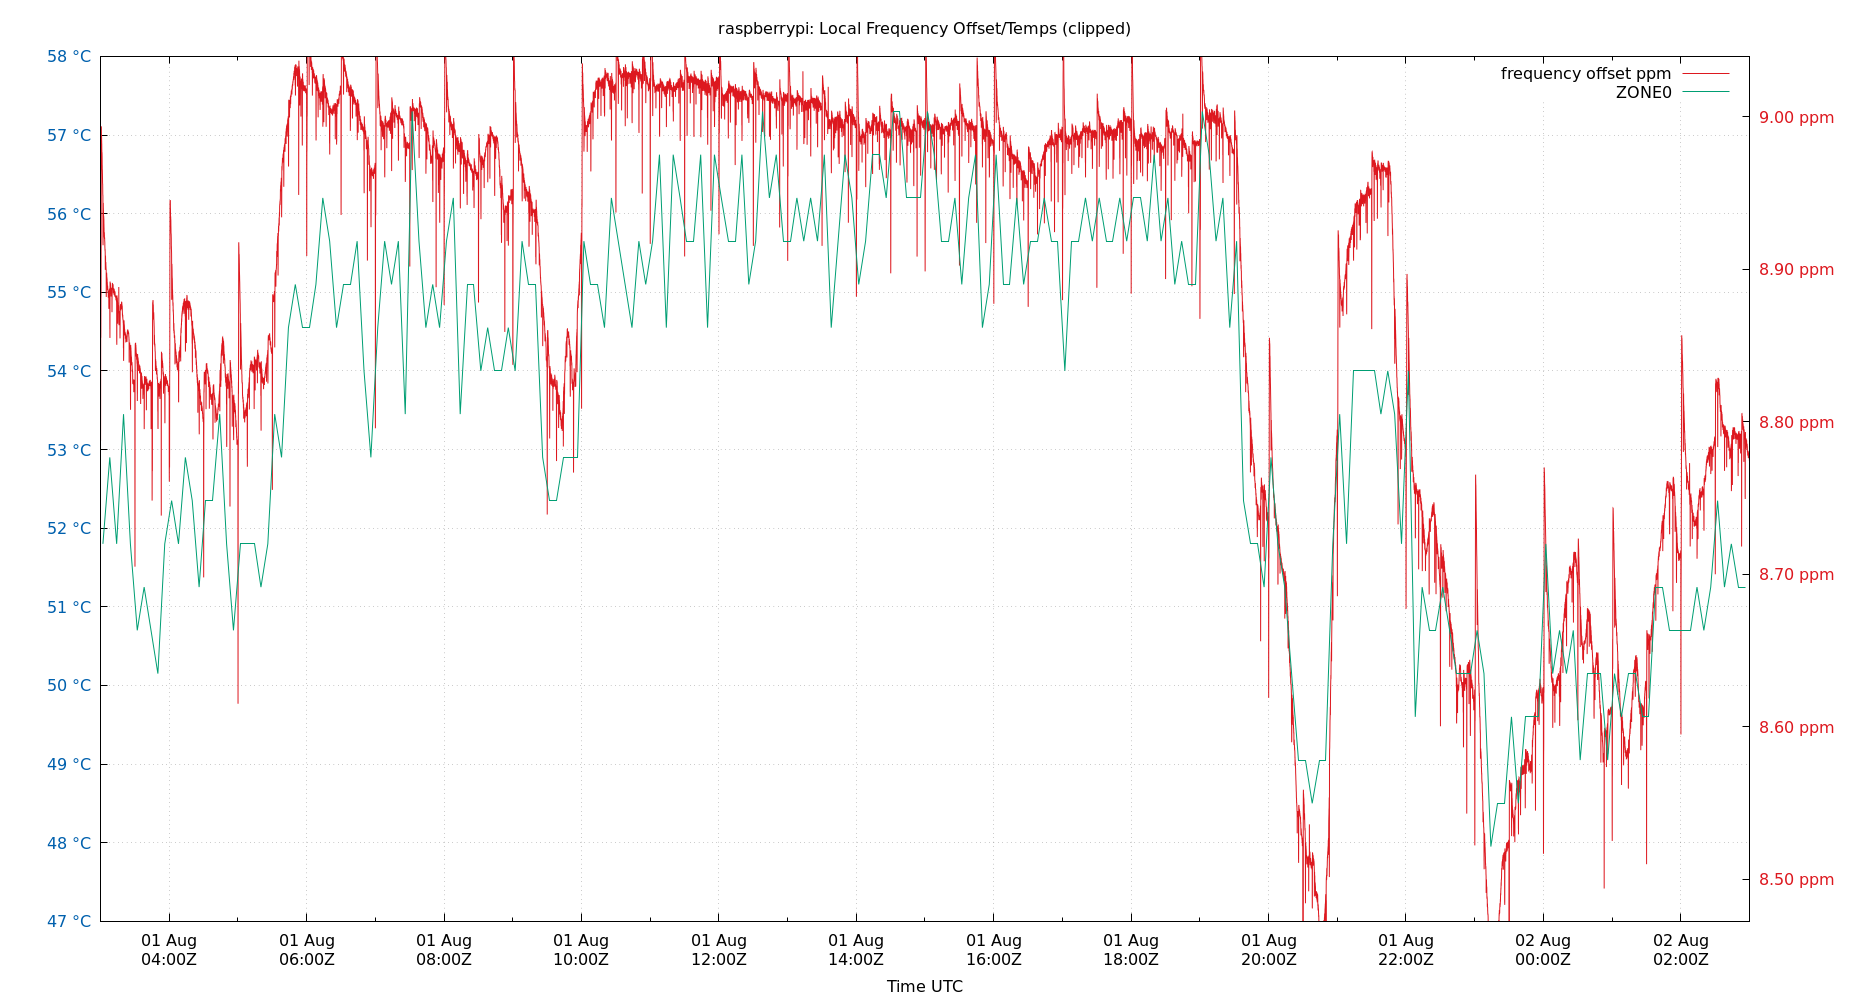 raspberrypi: Local Frequency Offset/Temps (clipped)
frequency offset ppm
ZONE0
58 °C
57 °C
56 °C
55 °C
54 °C
53 °C
52 °C
51 °C
50 °C
49 °C
48 °C
47 °C
9.00 ppm
8.90 ppm
8.80 ppm
8.70 ppm
8.60 ppm
8.50 ppm
01 Aug 01 Aug 01 Aug 01 Aug 01 Aug 01 Aug 01 Aug 01 Aug 01 Aug 01 Aug 02 Aug 02 Aug
04:00Z 06:00Z 08:00Z 10:00Z 12:00Z 14:00Z 16:00Z 18:00Z 20:00Z 22:00Z 00:00Z 02:00Z
Time UTC